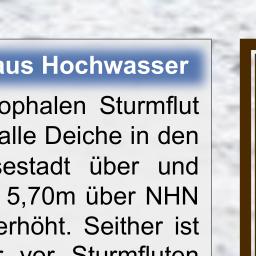 aus Hochwasser
ophalen Sturmflut
alle Deiche in den
sestadt über und
5,70m über NHN
erhöht. Seither ist
vor Sturmfluten